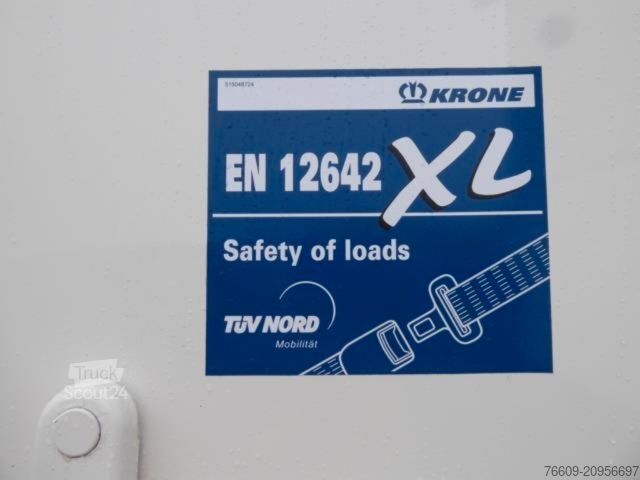 515048724
KRONE
EN 12642 XL
Safety of loads
TÜV NORD
Mobilität
Truck
Scout24
76609-20956697